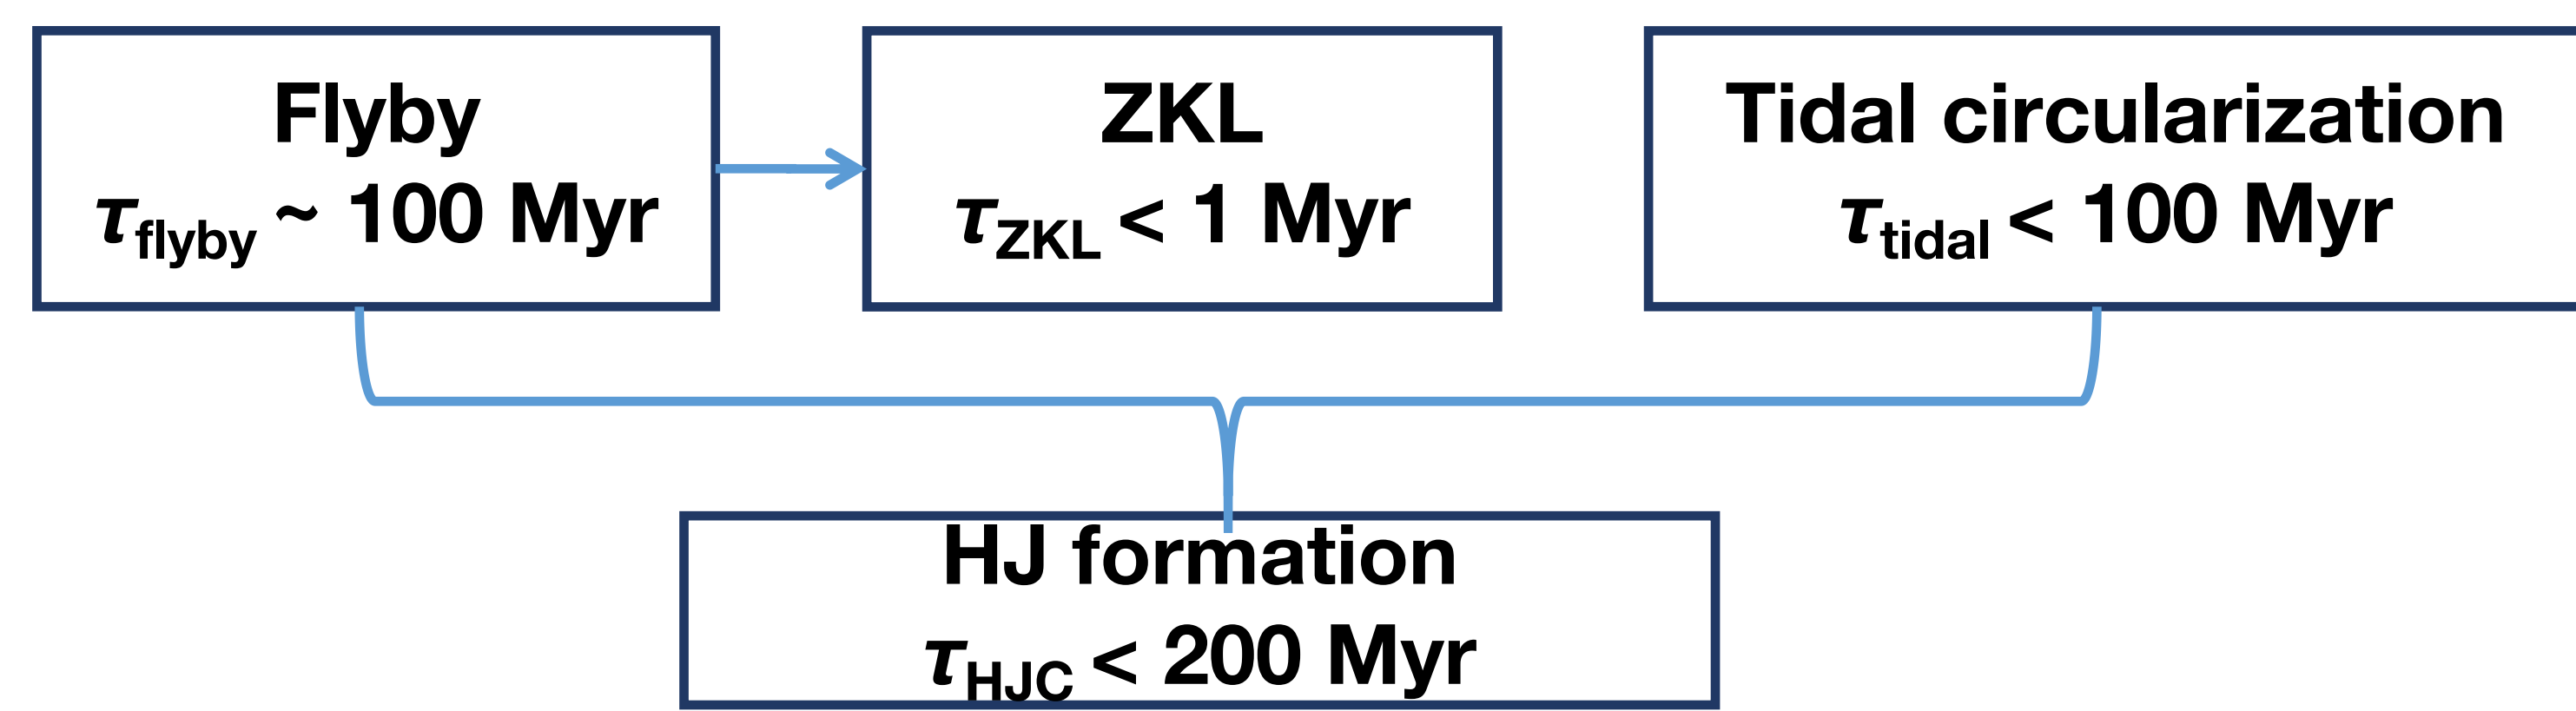 Flyby
τflyby ~ 100 Myr
ZKL
τZKL < 1 Myr
Tidal circularization
τtidal < 100 Myr
HJ formation
τHJC < 200 Myr